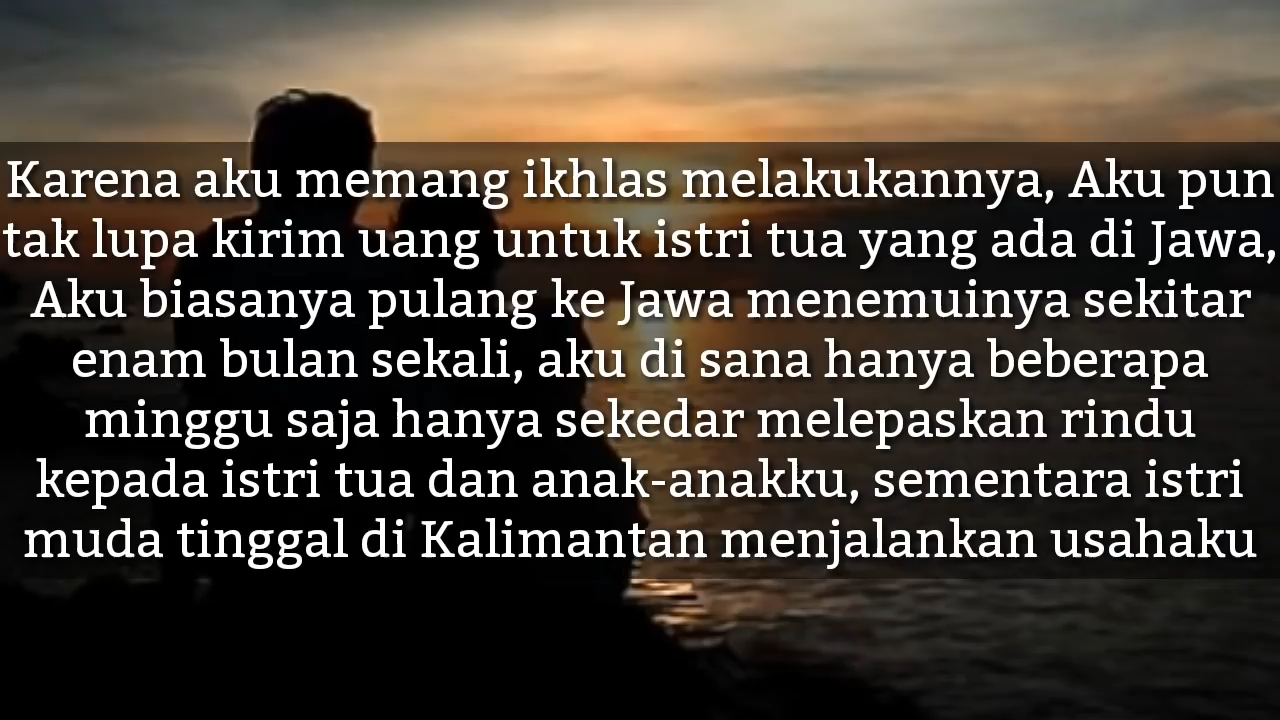 Karena aku memang ikhlas melakukannya, Aku pun
tak lupa kirim uang untuk istri tua yang ada di Jawa,
Aku biasanya pulang ke Jawa menemuinya sekitar
enam bulan sekali, aku di sana hanya beberapa
minggu saja hanya sekedar melepaskan rindu
kepada istri tua dan anak-anakku, sementara istri
muda tinggal di Kalimantan menjalankan usahaku